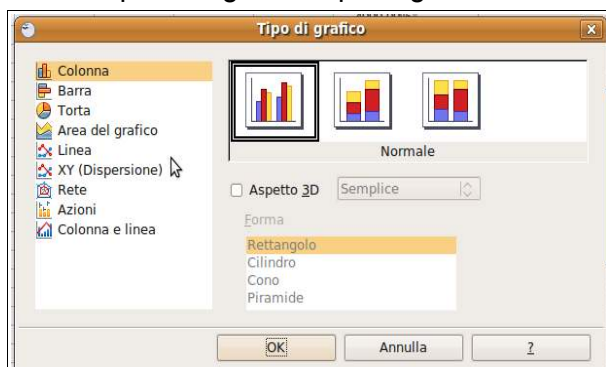 Tipo di grafico
Colonna
Barra
Torta
Area del grafico
Linea
XY (Dispersione)
Rete
Azioni
Colonna e linea
Normale
Aspetto 3D
Semplice
Forma
Rettangolo
Cilindro
Cono
Piramide
OK
Annulla
?